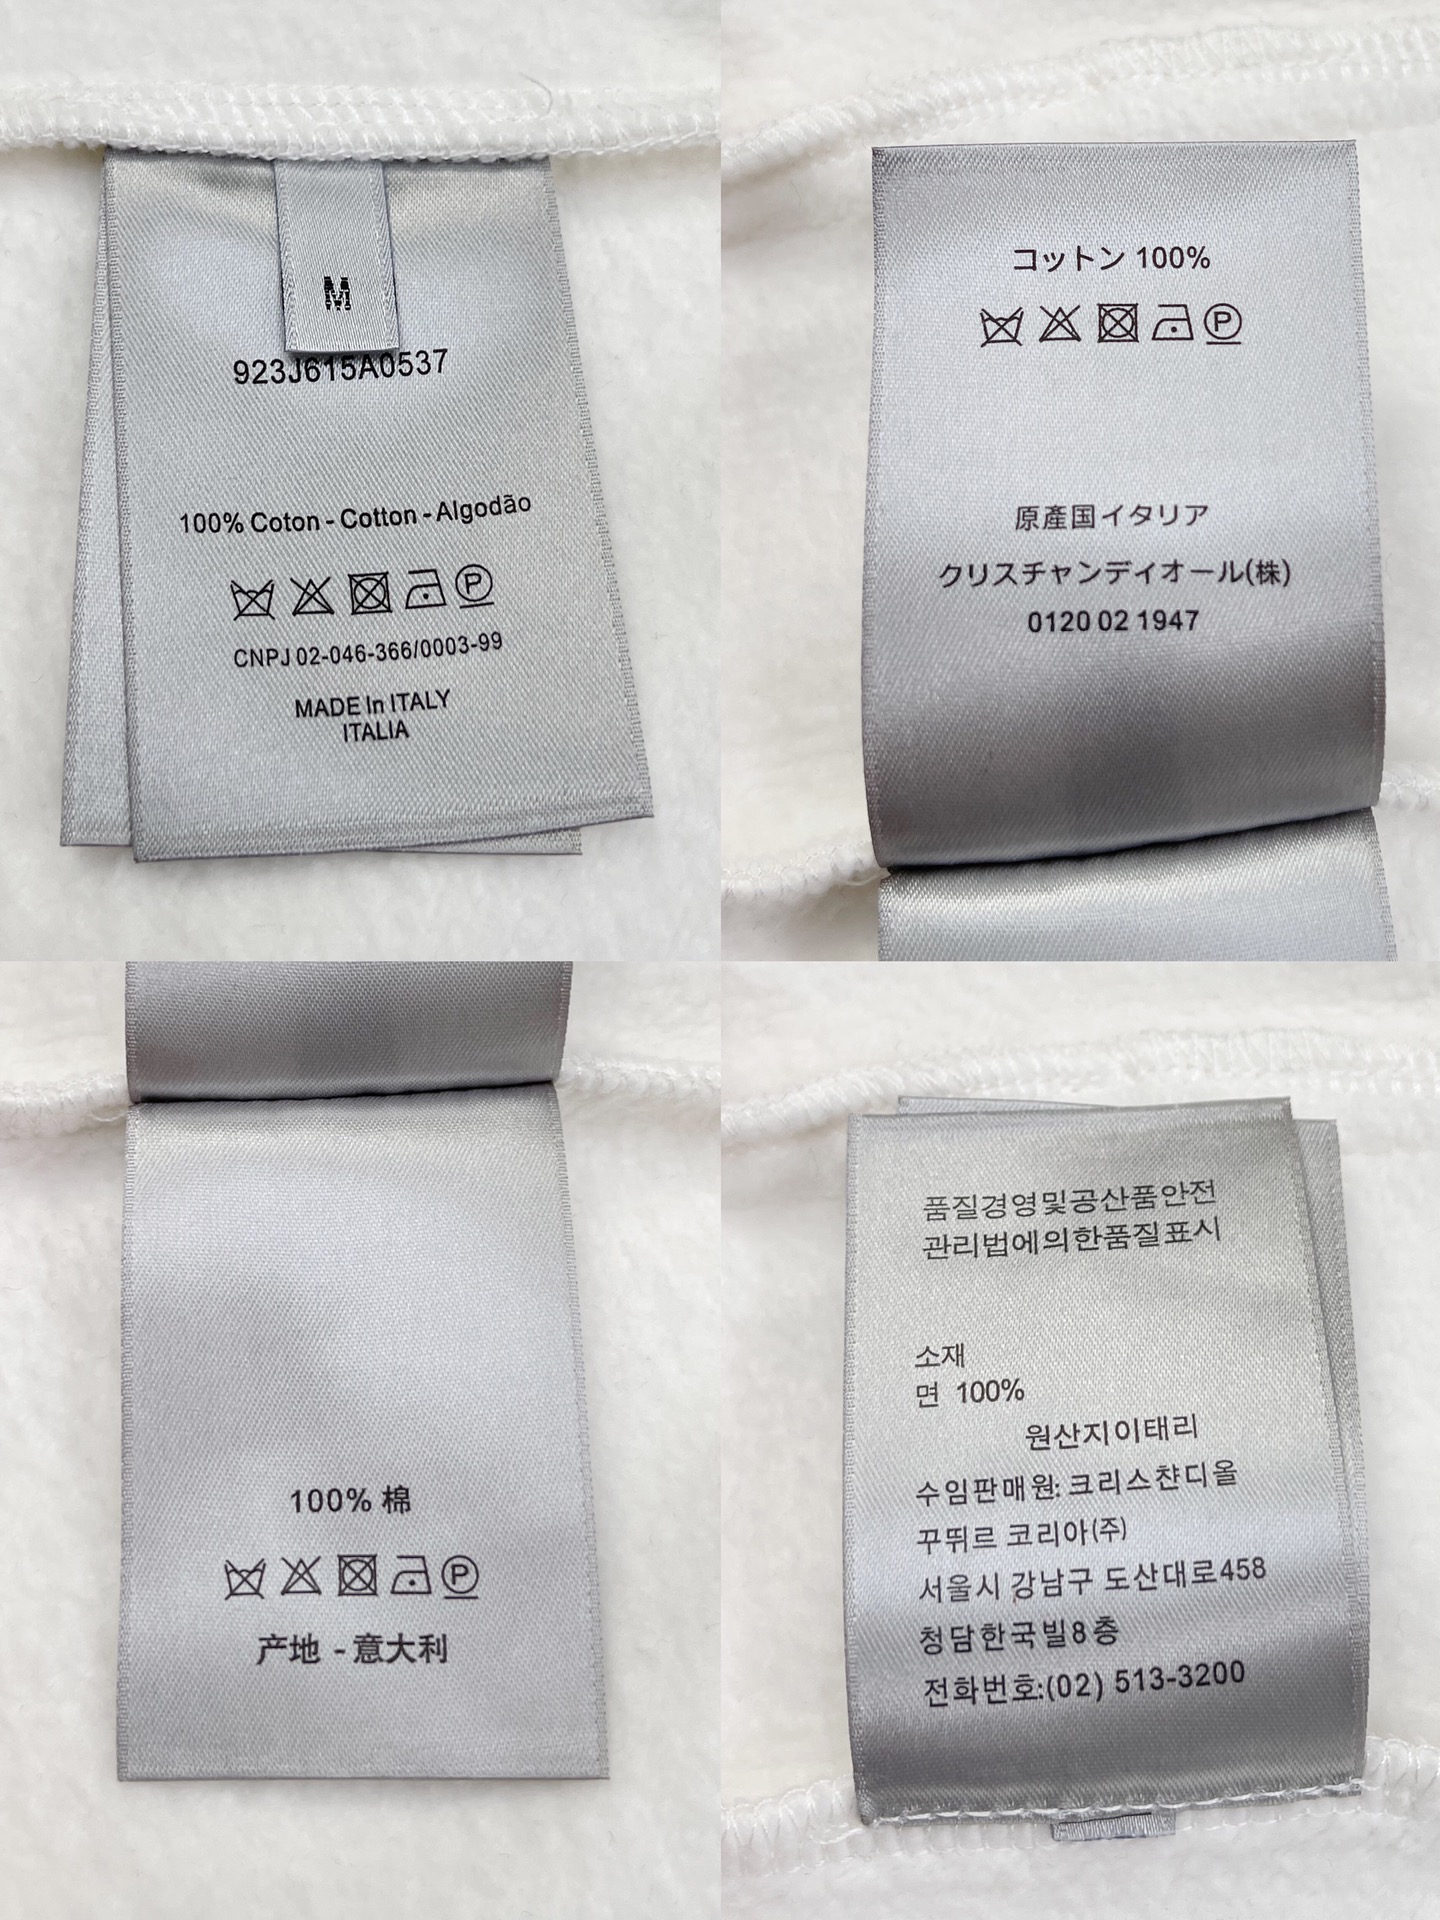 M
923J615A0537
100% Coton - Cotton - Algodão
P
CNPJ 02-046-366/0003-99
MADE In ITALY
ITALIA
コットン 100%
P
原產国イタリア
クリスチャンディオール(株)
0120 02 1947
100% 棉
P
产地 - 意大利
품질경영및공산품안전
관리법에의한품질표시
소재
면 100%
원산지이태리
수임판매원: 크리스챤디올
꾸뛰르 코리아(주)
서울시 강남구 도산대로458
청담한국빌8층
전화번호:(02) 513-3200